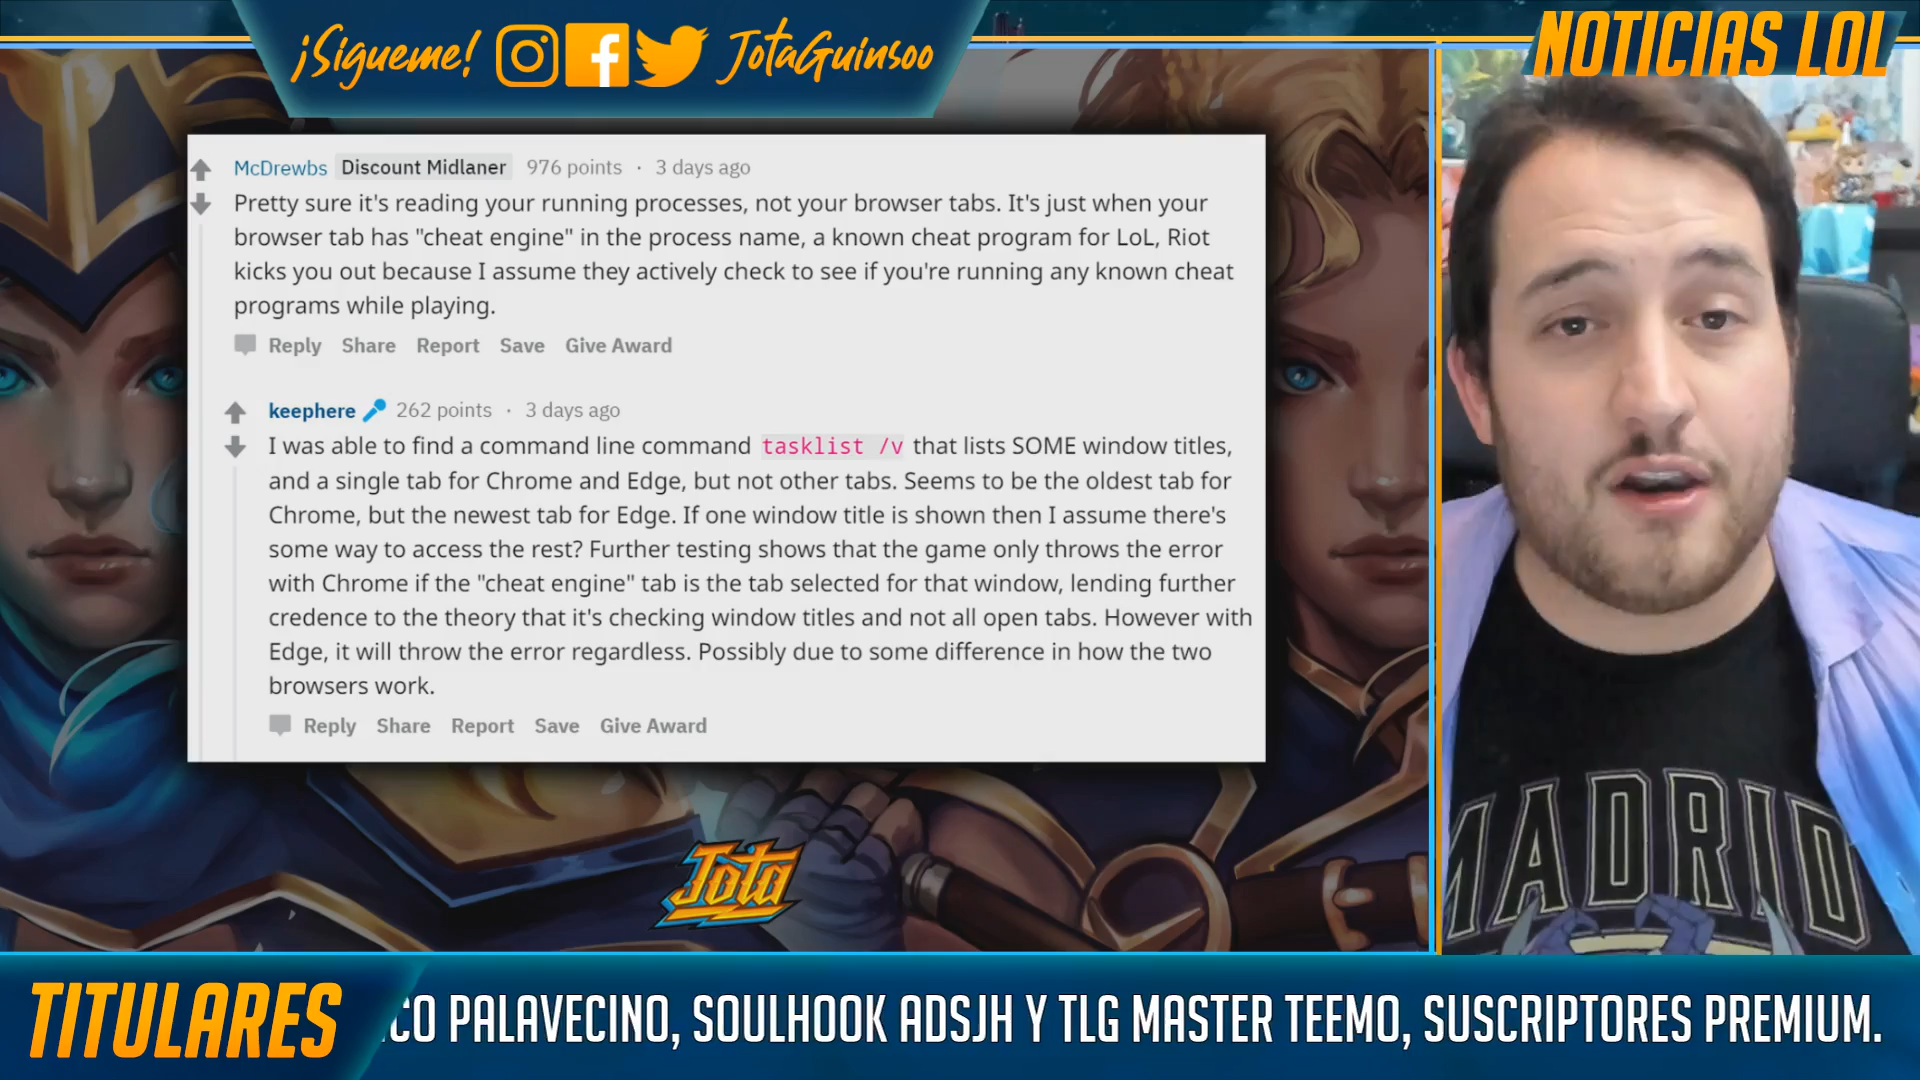 ¡Sigueme! JotaGuinsoo
NOTICIAS LOL
McDrewbs Discount Midlaner 976 points · 3 days ago
Pretty sure it's reading your running processes, not your browser tabs. It's just when your
browser tab has "cheat engine" in the process name, a known cheat program for LoL, Riot
kicks you out because I assume they actively check to see if you're running any known cheat
programs while playing.
Reply Share Report Save Give Award
keephere 262 points · 3 days ago
I was able to find a command line command tasklist /v that lists SOME window titles,
and a single tab for Chrome and Edge, but not other tabs. Seems to be the oldest tab for
Chrome, but the newest tab for Edge. If one window title is shown then I assume there's
some way to access the rest? Further testing shows that the game only throws the error
with Chrome if the "cheat engine" tab is the tab selected for that window, lending further
credence to the theory that it's checking window titles and not all open tabs. However with
Edge, it will throw the error regardless. Possibly due to some difference in how the two
browsers work.
Reply Share Report Save Give Award
MADRID
Jota
TITULARES CO PALAVECINO, SOULHOOK ADSJH Y TLG MASTER TEEMO, SUSCRIPTORES PREMIUM.